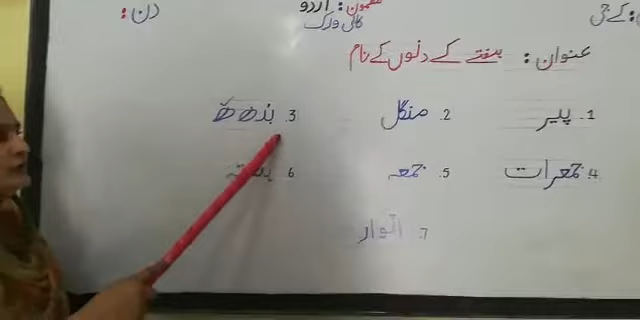 مضمون: اردو دن:
کلاس ورک
عنوان: ہفتے کے دنوں کے نام
1. پیر 2. منگل 3. بدھ
4. جمعرات 5. جمعہ 6. ہفتہ
7. اتوار